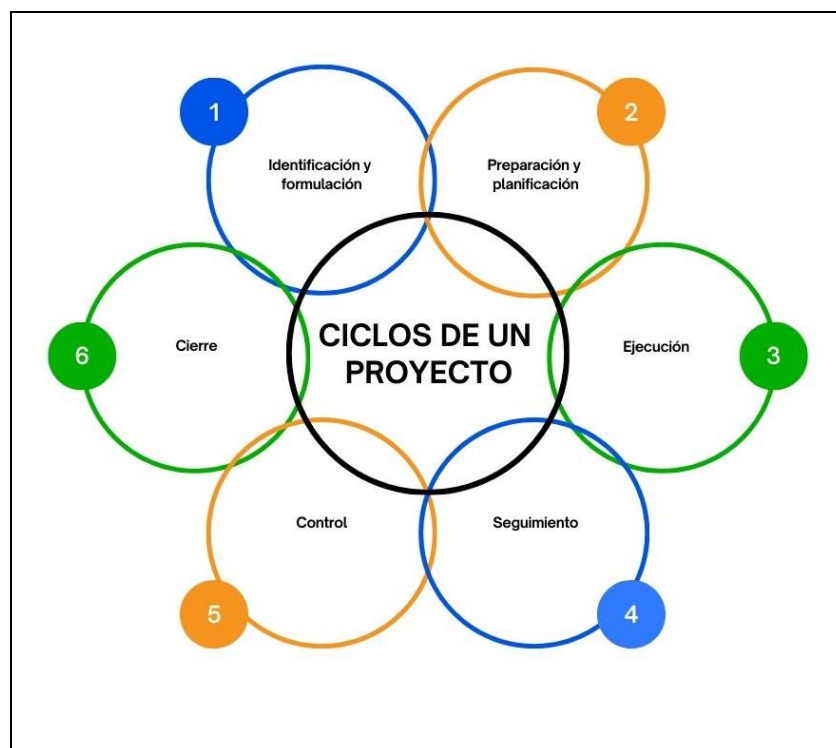 1
Identificación y
formulación
2
Preparación y
planificación
CICLOS DE UN
PROYECTO
6
Cierre
Ejecución
3
Control
Seguimiento
5
4